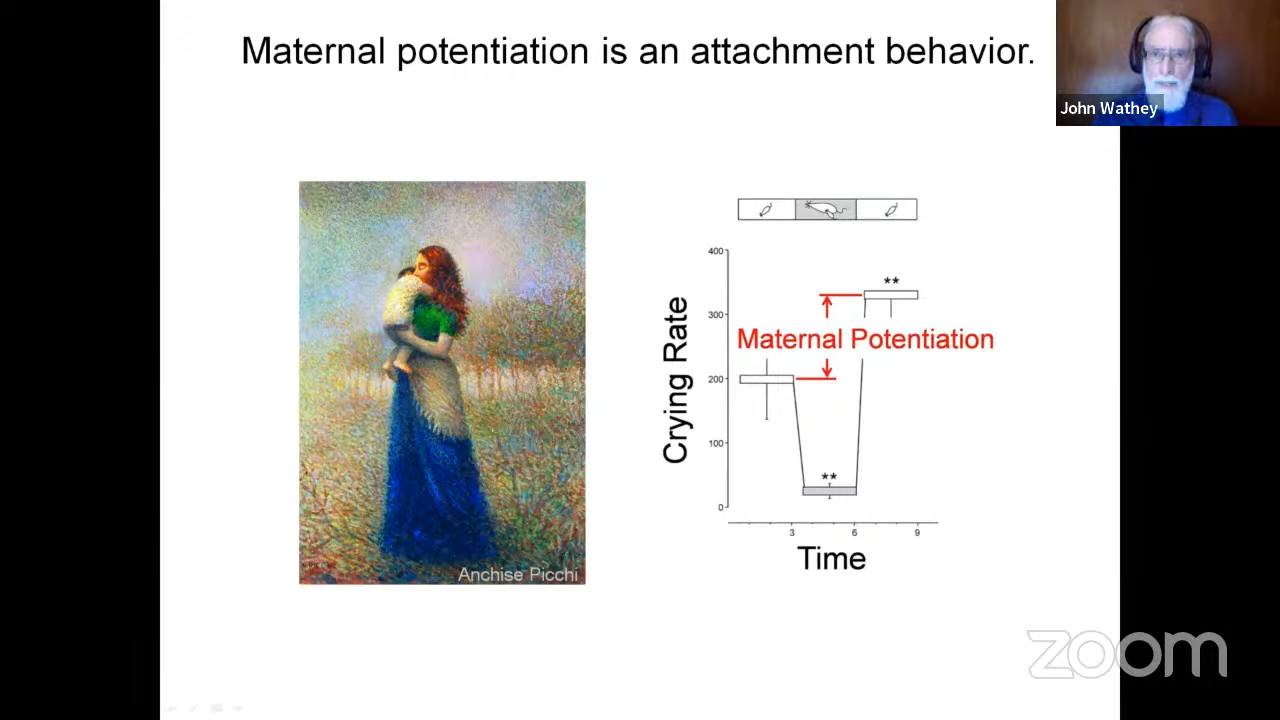 Maternal potentiation is an attachment behavior.
John Wathey
400
**
300
Maternal Potentiation
200
100
**
0
3
6
9
Crying Rate
Time
Anchise Picchi
zoom